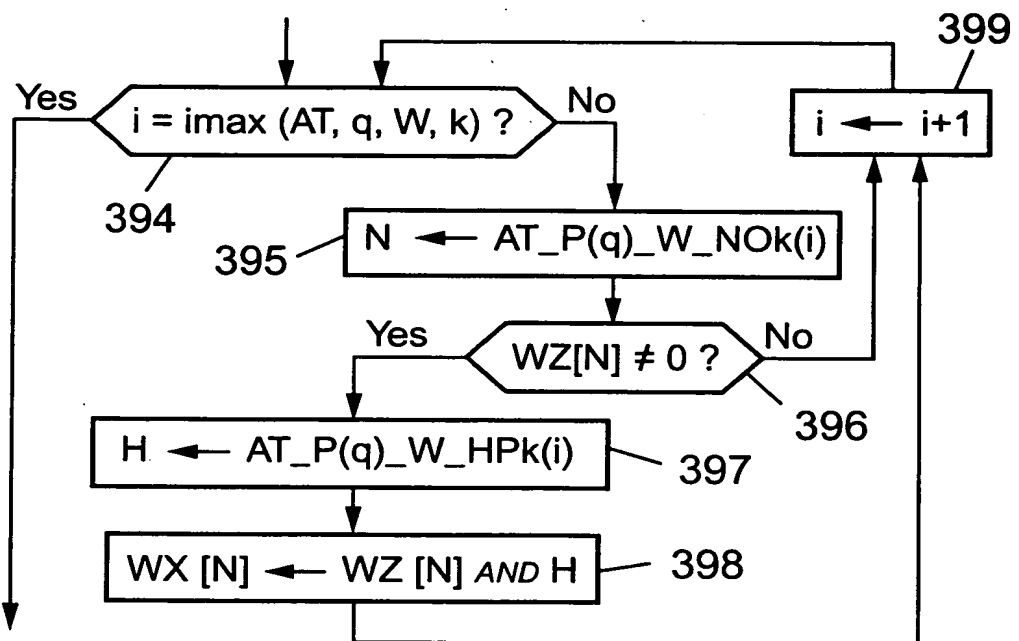 399
Yes
i = imax (AT, q, W, k) ?
No
i ← i+1
394
N ← AT_P(q)_W_NOk(i)
395
Yes
WZ[N] ≠ 0 ?
No
396
H ← AT_P(q)_W_HPk(i)
397
WX [N] ← WZ [N] AND H
398